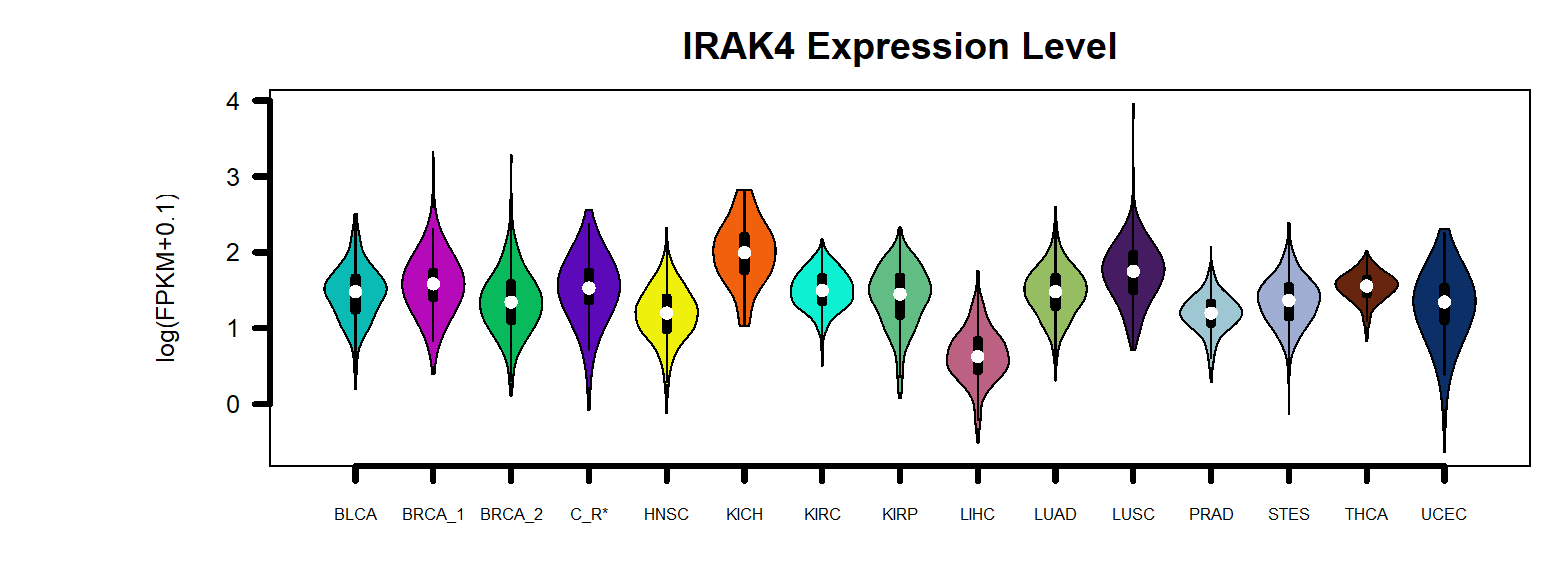 IRAK4 Expression Level
log(FPKM+0.1)
4
3
2
1
0
BLCA BRCA_1 BRCA_2 C_R* HNSC KICH KIRC KIRP LIHC LUAD LUSC PRAD STES THCA UCEC